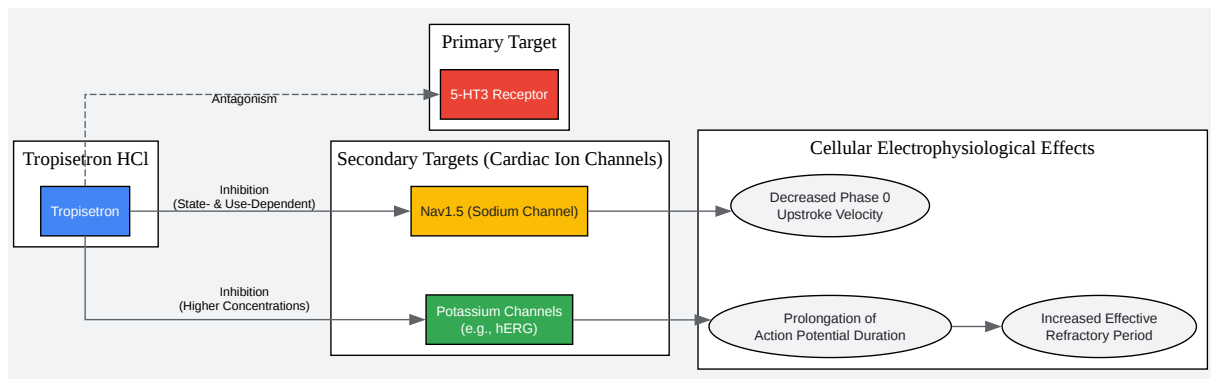 Primary Target
5-HT3 Receptor
Antagonism
Tropisetron HCl
Tropisetron
Inhibition
(State- & Use-Dependent)
Inhibition
(Higher Concentrations)
Secondary Targets (Cardiac Ion Channels)
Nav1.5 (Sodium Channel)
Potassium Channels
(e.g., hERG)
Cellular Electrophysiological Effects
Decreased Phase 0
Upstroke Velocity
Prolongation of
Action Potential Duration
Increased Effective
Refractory Period